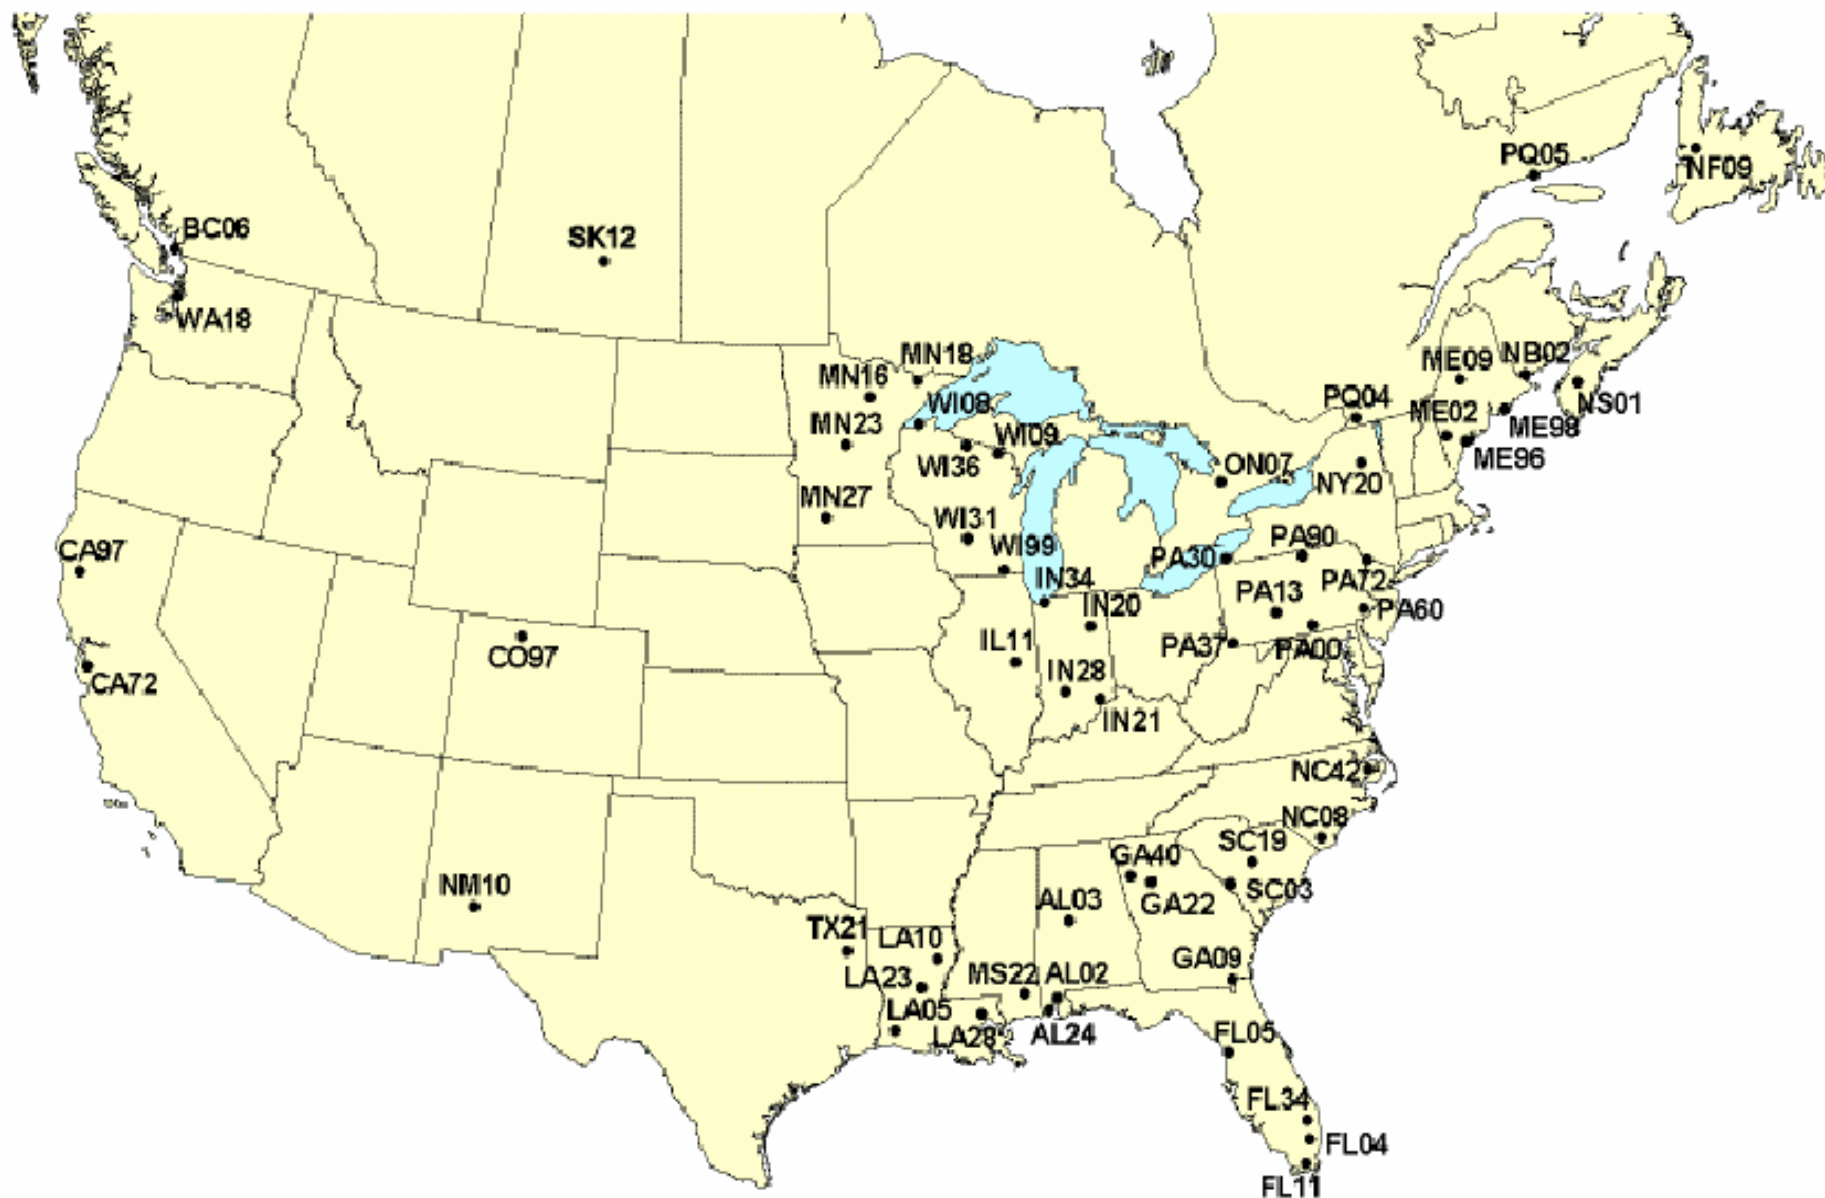 PQ05
NF09
BC06
SK12
WA18
MN18
MN16
ME09
NB02
WI08
PQ04
ME02
NS01
MN23
WI09
ME98
WI36
ON07
NY20
ME96
MN27
WI31
CA97
WI99
PA30
PA90
IN34
PA72
IN20
PA13
PA60
CO97
IL11
PA37
PA00
CA72
IN28
IN21
NC42
NC08
SC19
GA40
NM10
SC03
AL03
GA22
TX21
LA10
LA23
MS22
AL02
GA09
LA05
LA28
AL24
FL05
FL34
FL04
FL11